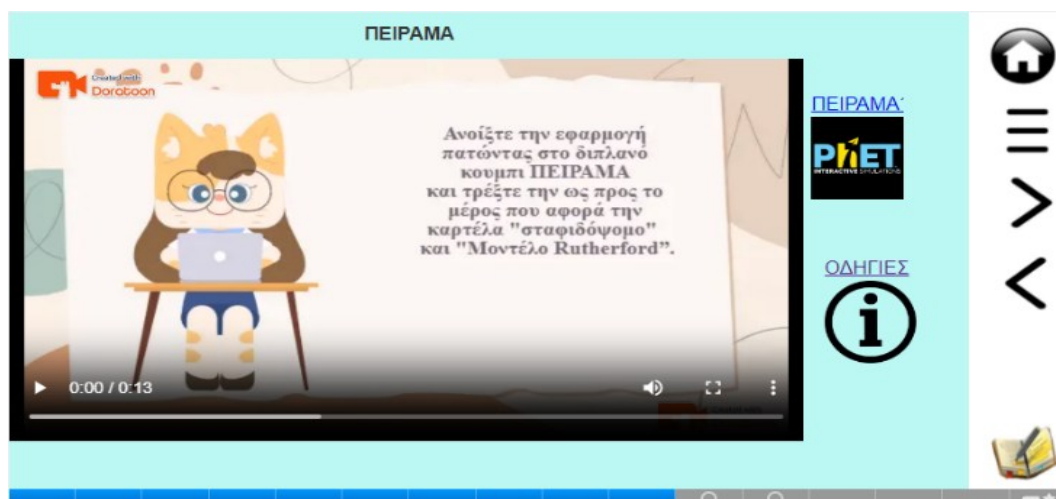 ΠΕΙΡΑΜΑ
Created with
Doratoon
Ανοίξτε την εφαρμογή
πατώντας στο διπλανό
κουμπι ΠΕΙΡΑΜΑ
και τρέξτε την ως προς το
μέρος που αφορά την
καρτέλα "σταφιδόψωμο"
και "Μοντέλο Rutherford”.
0:00 / 0:13
ΠΕΙΡΑΜΑ΄
PhET
INTERACTIVE SIMULATIONS
ΟΔΗΓΙΕΣ
i